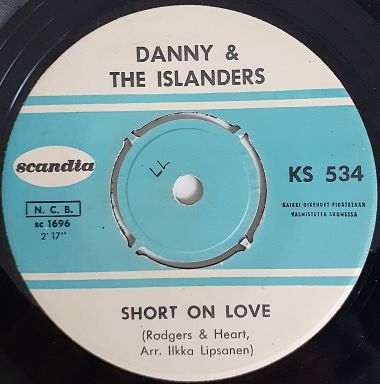 DANNY &
THE ISLANDERS
scandia
KS 534
LL
N. C. B.
sc 1696
2' 17"
KAIKKI OIKEUDET PIDÄTETÄÄN
VALMISTETTU SUOMESSA
SHORT ON LOVE
(Rodgers & Heart,
Arr. Ilkka Lipsanen)